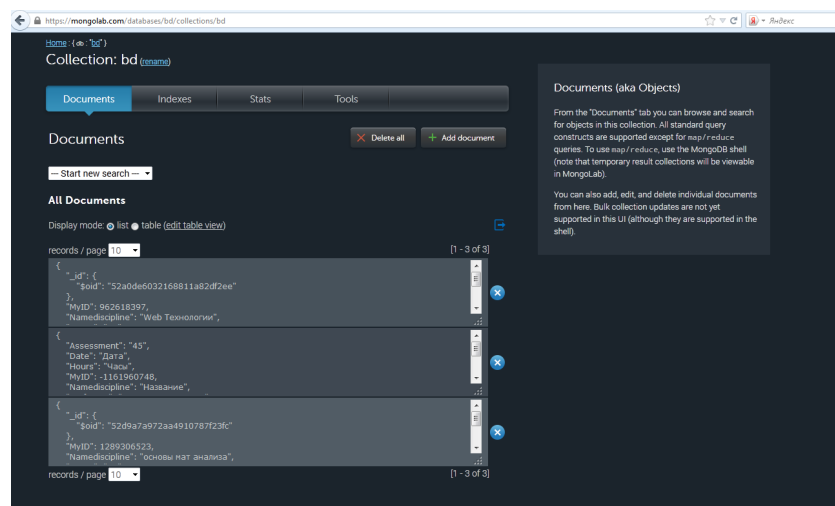 https://mongolab.com/databases/bd/collections/bd
Яндекс
Home : { db : "bd" }
Collection: bd (rename)
Documents Indexes Stats Tools
Documents
Delete all
Add document
-- Start new search --
All Documents
Display mode: list table (edit table view)
records / page 10 [1 - 3 of 3]
{
"_id": {
"$oid": "52a0de6032168811a82df2ee"
},
"MyID": 962618397,
"Namediscipline": "Web Технологии",
{
"Assessment": "45",
"Date": "Дата",
"Hours": "Часы",
"MyID": -1161960748,
"Namediscipline": "Название",
{
"_id": {
"$oid": "52d9a7a972aa4910787f23fc"
},
"MyID": 1289306523,
"Namediscipline": "основы мат анализа",
records / page 10 [1 - 3 of 3]
Documents (aka Objects)
From the "Documents" tab you can browse and search
for objects in this collection. All standard query
constructs are supported except for map/reduce
queries. To use map/reduce, use the MongoDB shell
(note that temporary result collections will be viewable
in MongoLab).
You can also add, edit, and delete individual documents
from here. Bulk collection updates are not yet
supported in this UI (although they are supported in the
shell).